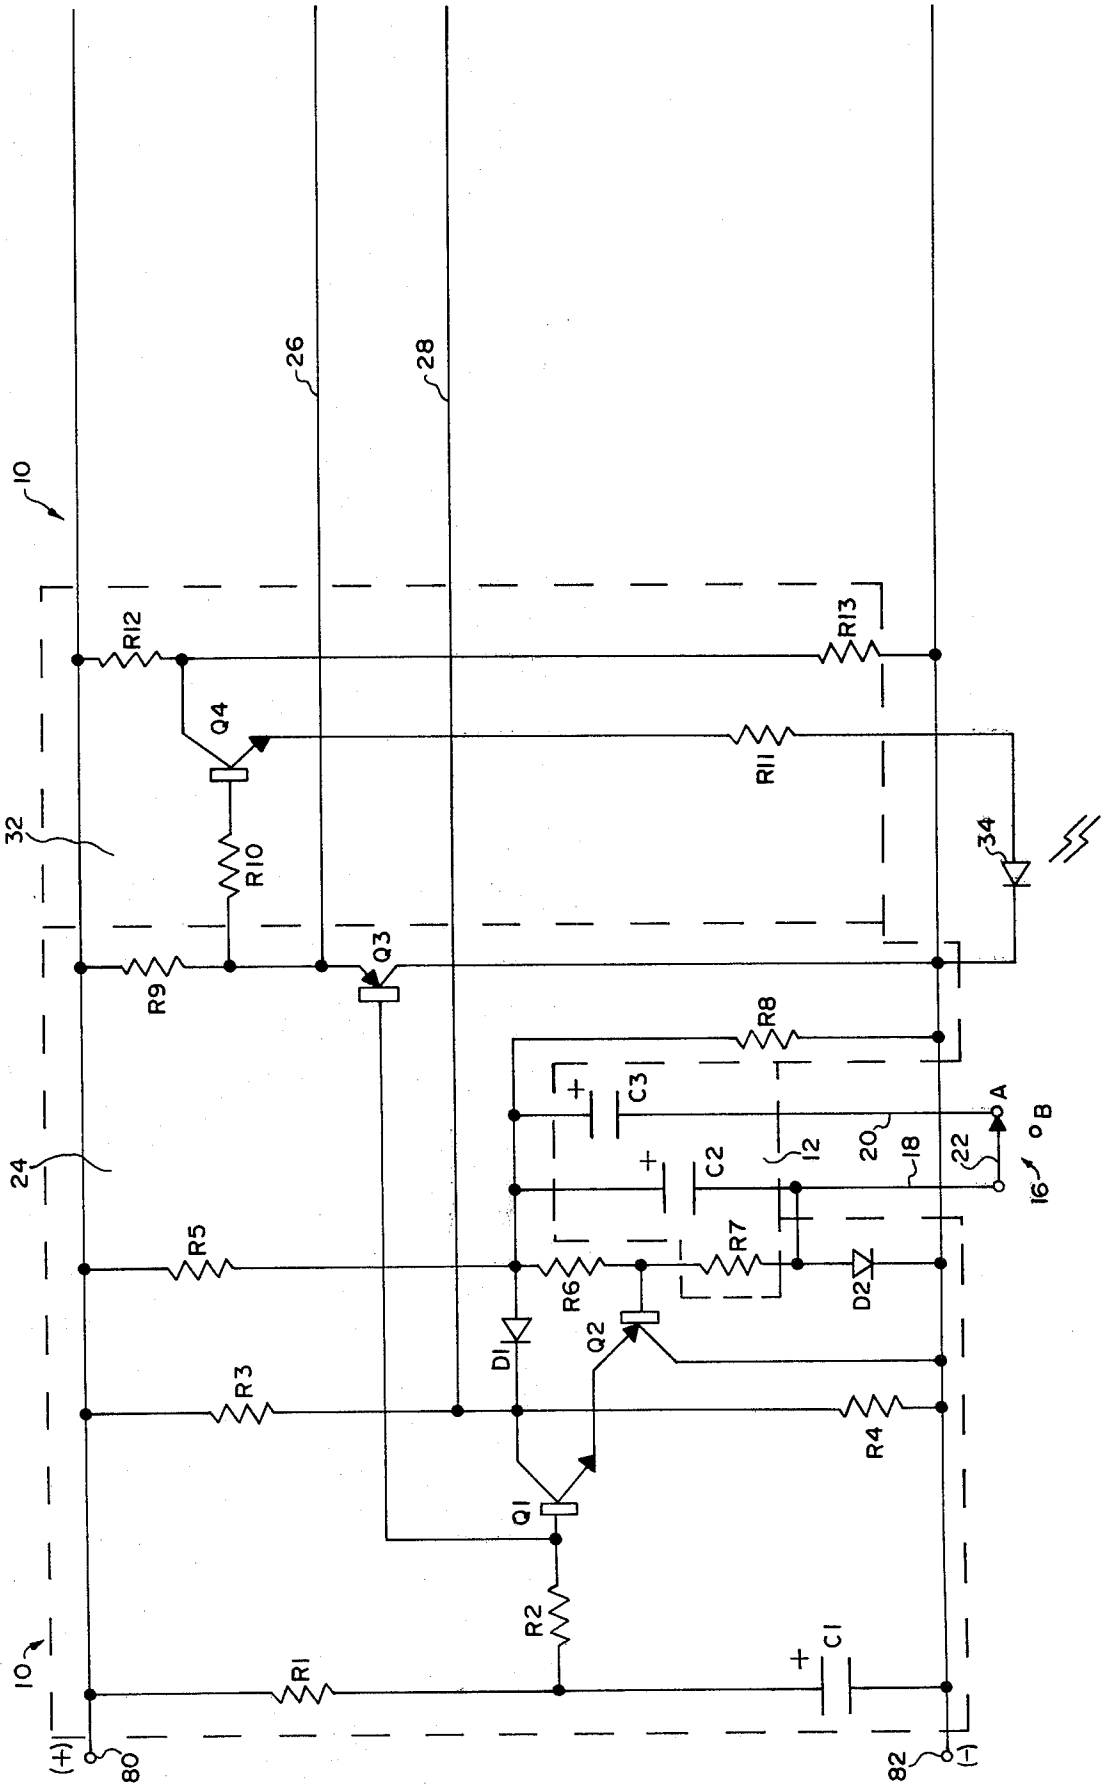 10
(+)
80
R1
R2
C1
+
82
(-)
Q1
R3
R4
D1
Q2
R5
R6
R7
D2
24
C2
+
C3
+
12
18
20
22
16
A
B
R8
R9
Q3
32
R10
Q4
R11
34
R12
R13
10
26
28